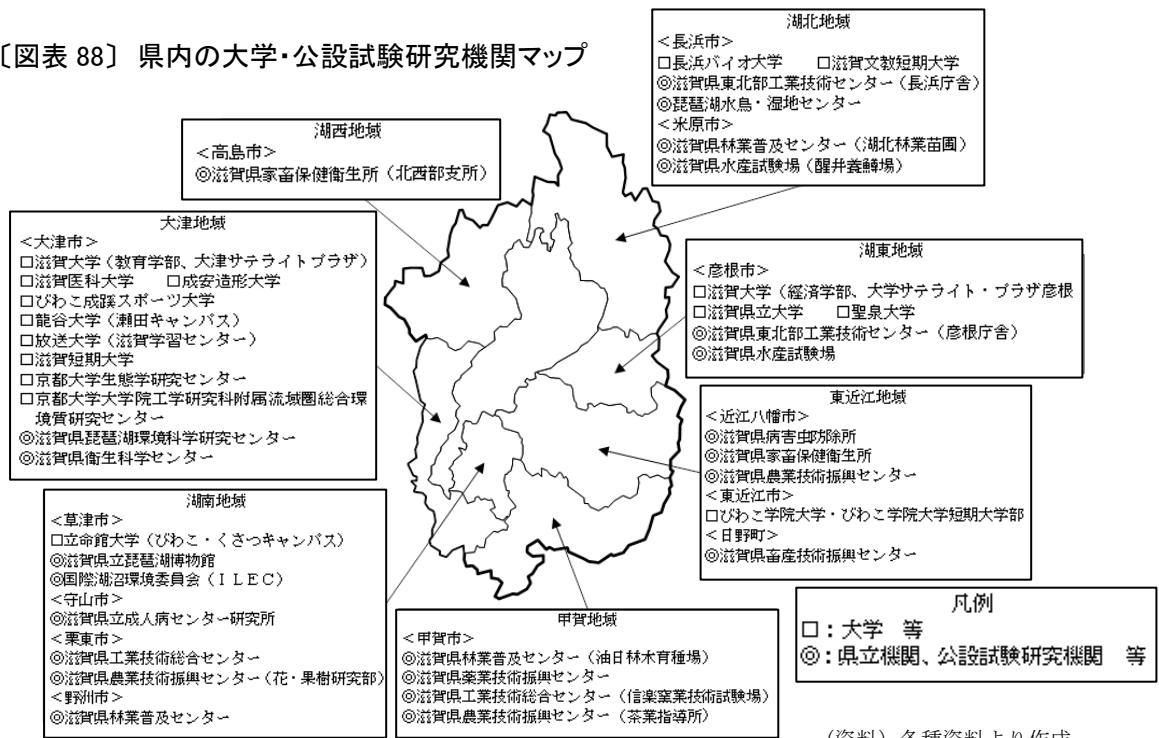 〔図表 88〕 県内の大学・公設試験研究機関マップ
湖北地域
＜長浜市＞
□長浜バイオ大学　　□滋賀文教短期大学
◎滋賀県東北部工業技術センター（長浜庁舎）
◎琵琶湖水鳥・湿地センター
＜米原市＞
◎滋賀県林業普及センター（湖北林業苗圃）
◎滋賀県水産試験場（醒井養鱒場）
湖西地域
＜高島市＞
◎滋賀県家畜保健衛生所（北西部支所）
大津地域
＜大津市＞
□滋賀大学（教育学部、大津サテライトプラザ）
□滋賀医科大学　　□成安造形大学
□びわこ成蹊スポーツ大学
□龍谷大学（瀬田キャンパス）
□放送大学（滋賀学習センター）
□滋賀短期大学
□京都大学生態学研究センター
□京都大学大学院工学研究科附属流域圏総合環
境質研究センター
◎滋賀県琵琶湖環境科学研究センター
◎滋賀県衛生科学センター
湖東地域
＜彦根市＞
□滋賀大学（経済学部、大学サテライト・プラザ彦根
□滋賀県立大学　　□聖泉大学
◎滋賀県東北部工業技術センター（彦根庁舎）
◎滋賀県水産試験場
東近江地域
＜近江八幡市＞
◎滋賀県病害虫防除所
◎滋賀県家畜保健衛生所
◎滋賀県農業技術振興センター
＜東近江市＞
□びわこ学院大学・びわこ学院大学短期大学部
＜日野町＞
◎滋賀県畜産技術振興センター
湖南地域
＜草津市＞
□立命館大学（びわこ・くさつキャンパス）
◎滋賀県立琵琶湖博物館
◎国際湖沼環境委員会（ＩＬＥＣ）
＜守山市＞
◎滋賀県立成人病センター研究所
＜栗東市＞
◎滋賀県工業技術総合センター
◎滋賀県農業技術振興センター（花・果樹研究部）
＜野洲市＞
◎滋賀県林業普及センター
甲賀地域
＜甲賀市＞
◎滋賀県林業普及センター（油日林木育種場）
◎滋賀県薬業技術振興センター
◎滋賀県工業技術総合センター（信楽窯業技術試験場）
◎滋賀県農業技術振興センター（茶業指導所）
凡例
□：大学　等
◎：県立機関、公設試験研究機関　等
（資料）各種資料より作成